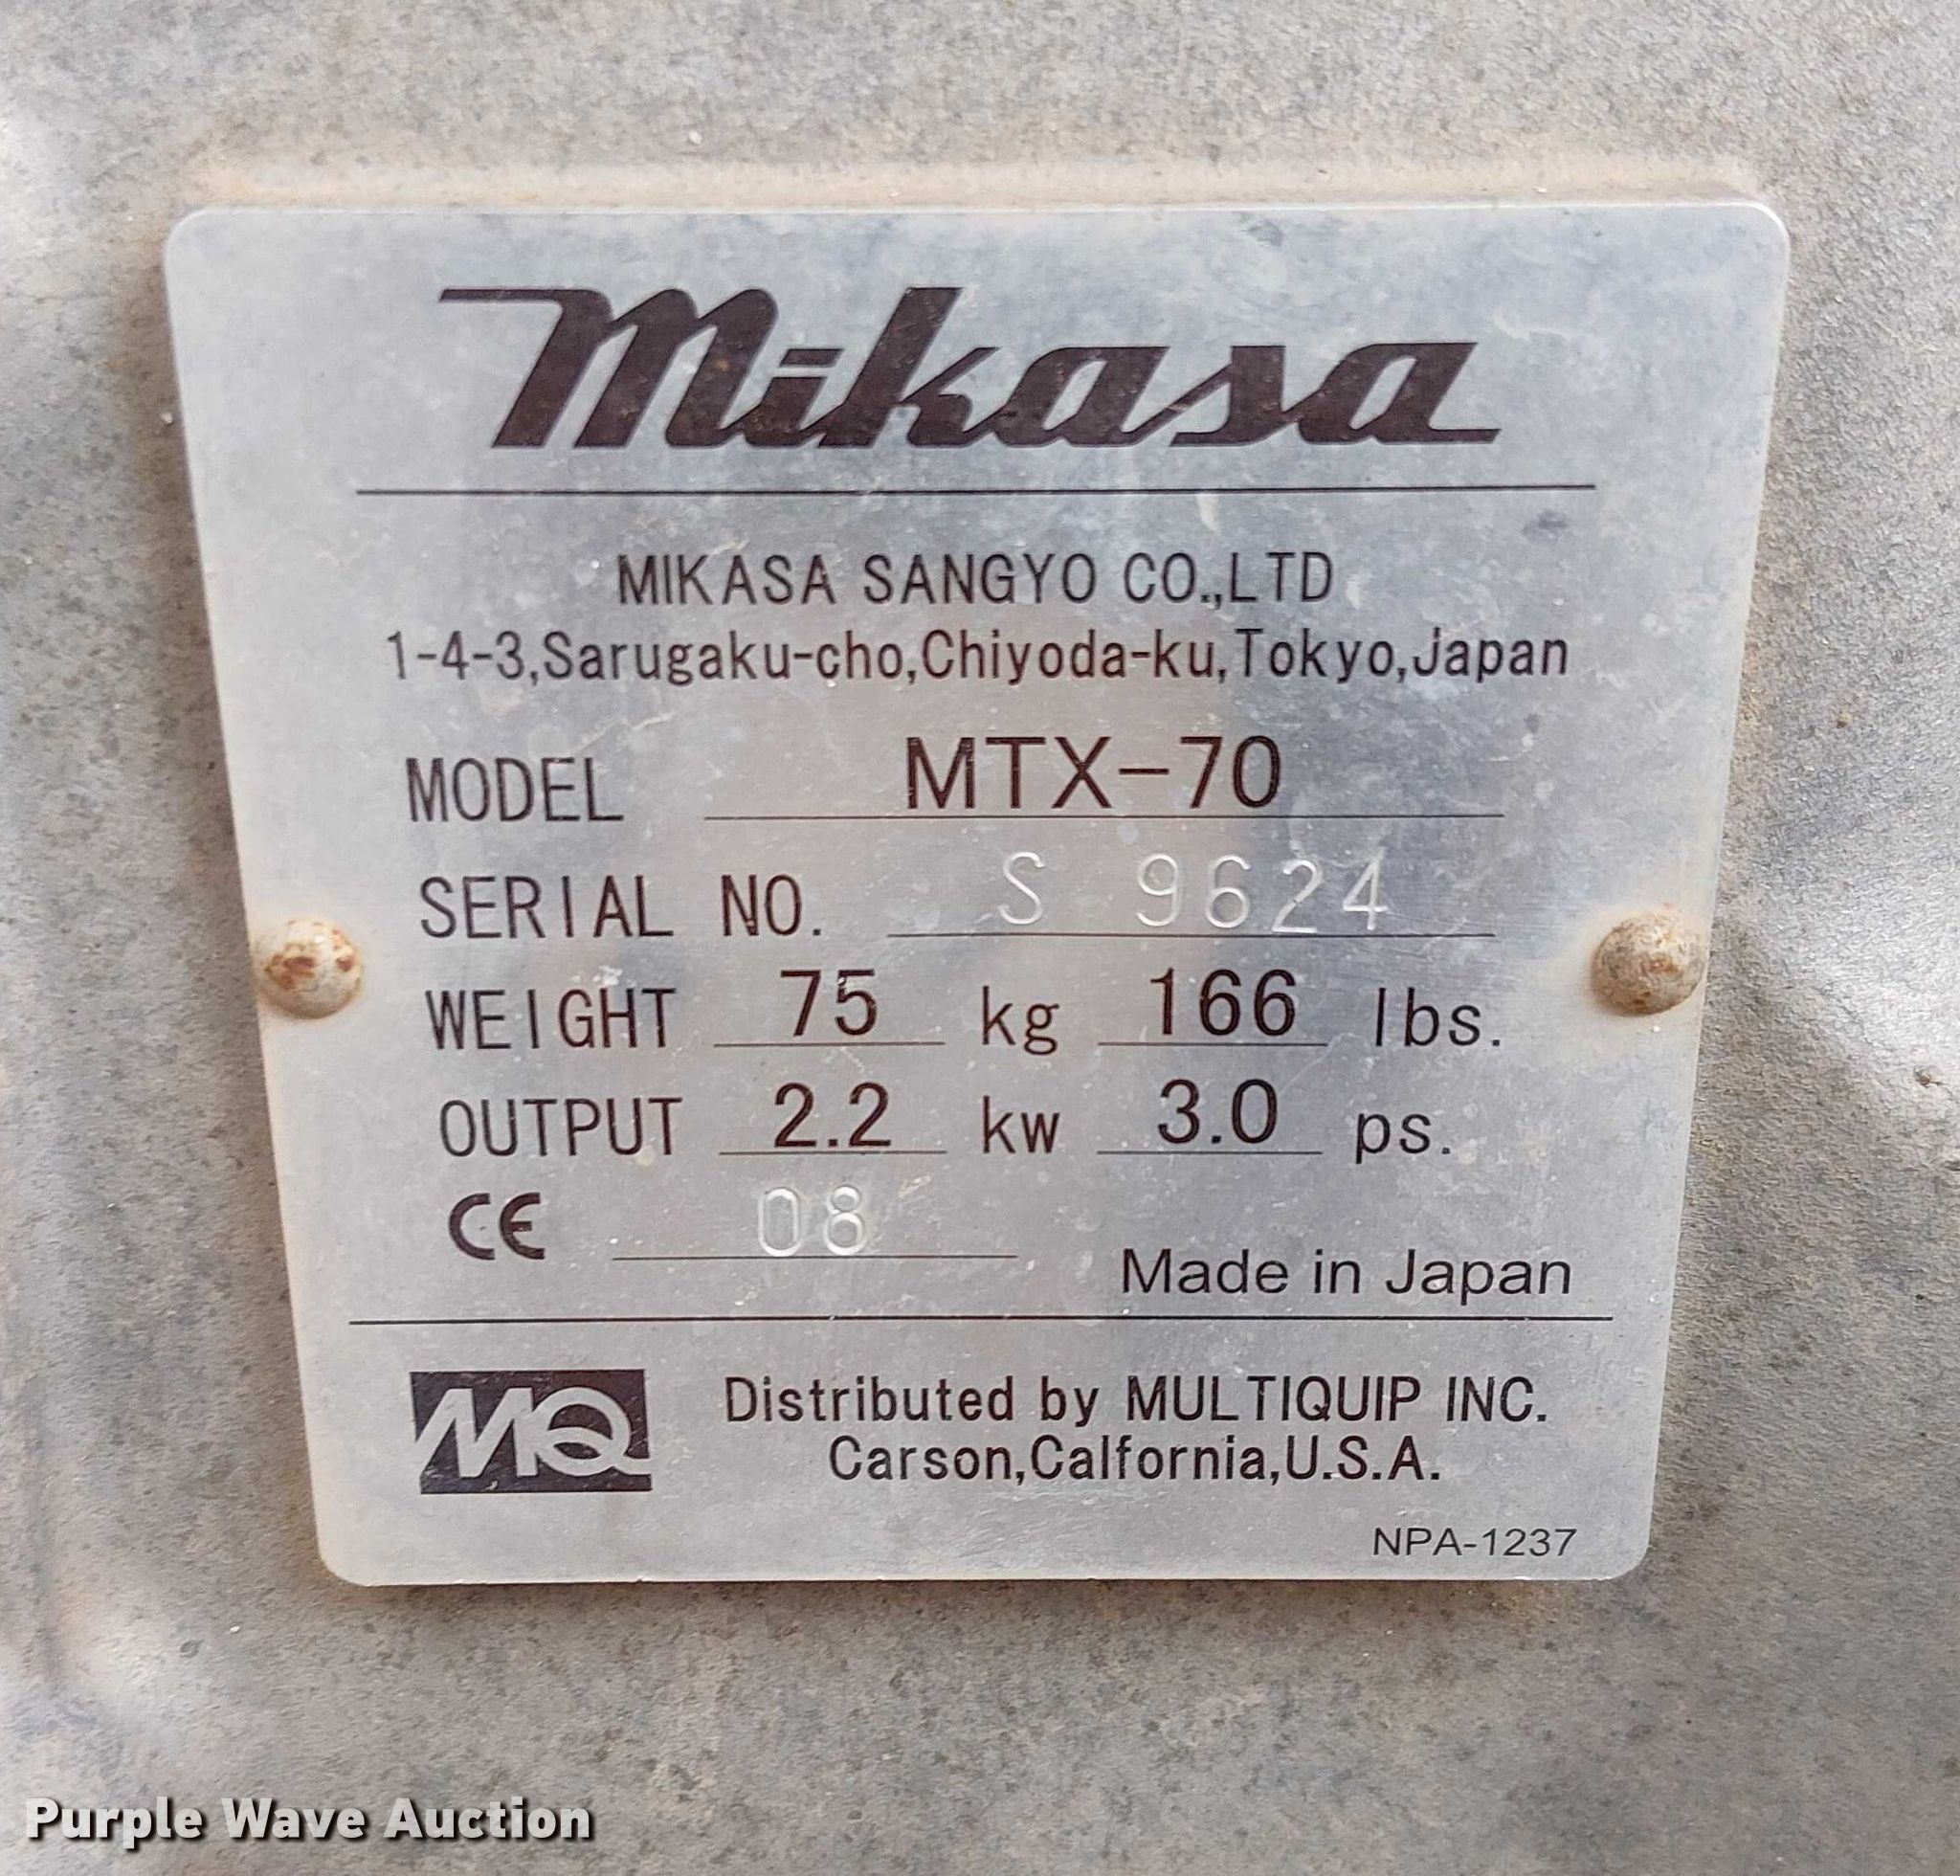 Mikasa
MIKASA SANGYO CO.,LTD
1-4-3,Sarugaku-cho,Chiyoda-ku,Tokyo,Japan
MODEL MTX-70
SERIAL NO. S 9624
WEIGHT 75 kg 166 lbs.
OUTPUT 2.2 kw 3.0 ps.
CE 08
Made in Japan
MQ Distributed by MULTIQUIP INC.
Carson,Calfornia,U.S.A.
NPA-1237
Purple Wave Auction